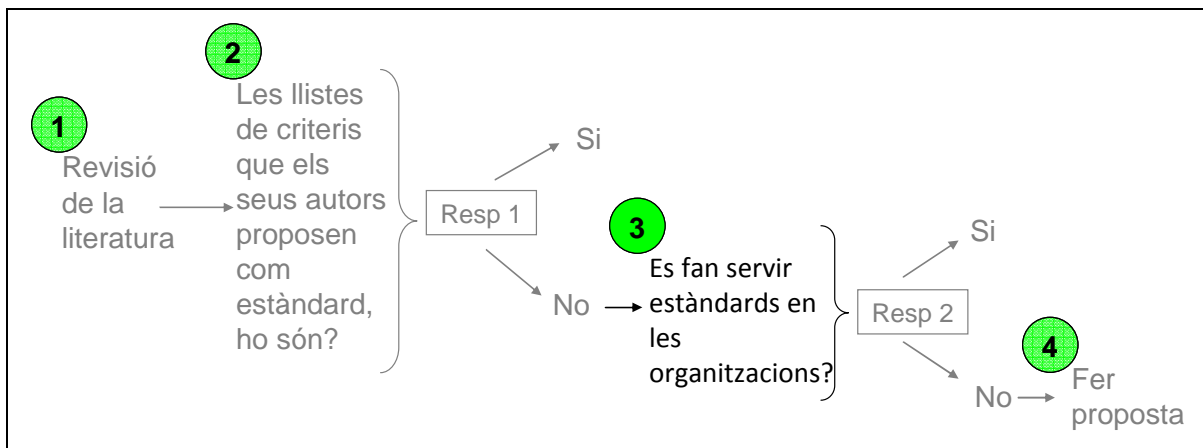 1
Revisió
de la
literatura
2
Les llistes
de criteris
que els
seus autors
proposen
com
estàndard,
ho són?
Resp 1
Si
No
3
Es fan servir
estàndards en
les
organitzacions?
Resp 2
Si
No
4
Fer
proposta